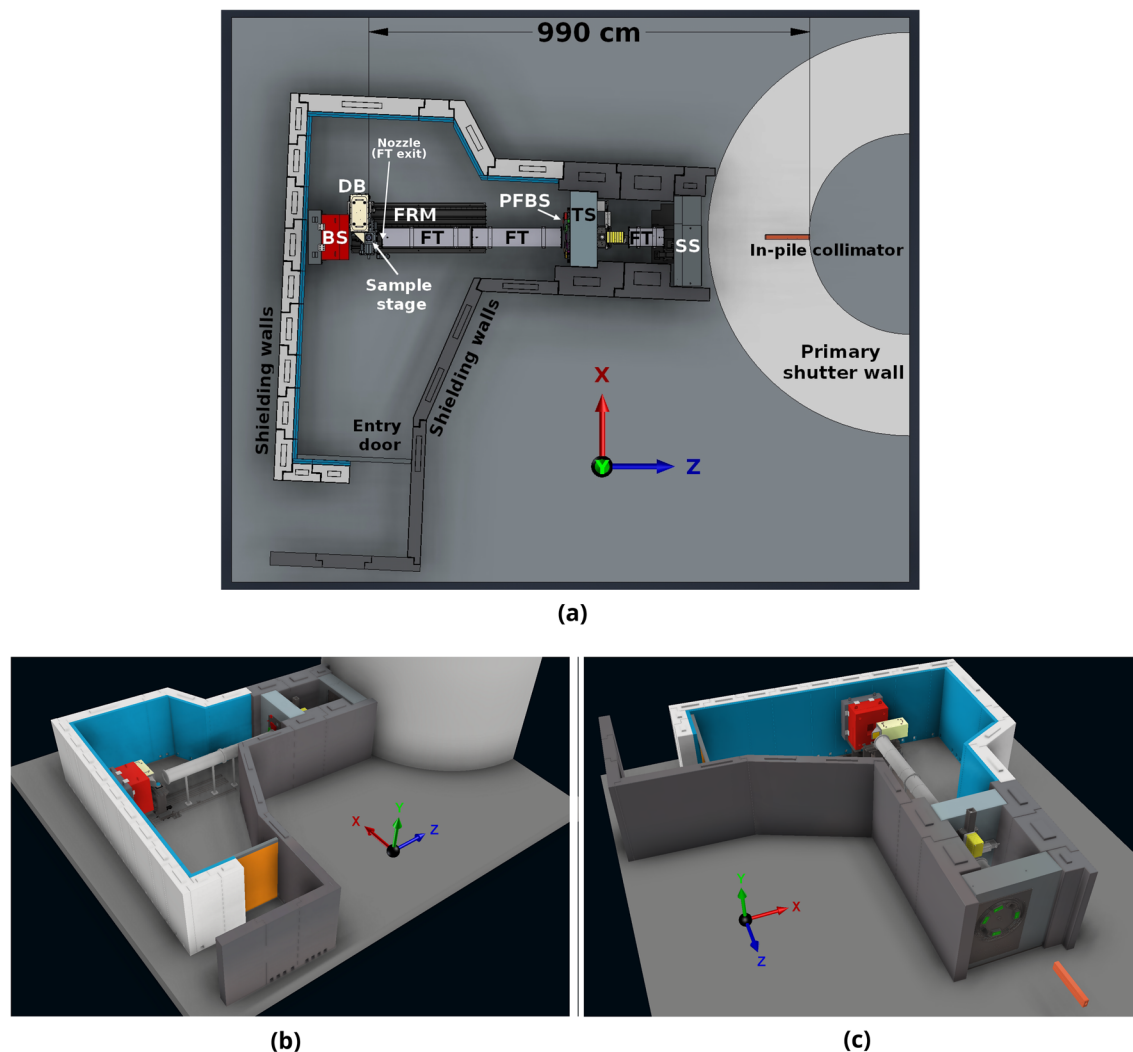 990 cm
Nozzle
(FT exit)
DB
FRM
PFBS
TS
BS
FT
FT
FT
SS
In-pile collimator
Sample
stage
Shielding walls
Shielding walls
Primary
shutter wall
Entry
door
X
Y
Z
(a)
X
Y
Z
Y
X
Z
(b)
(c)